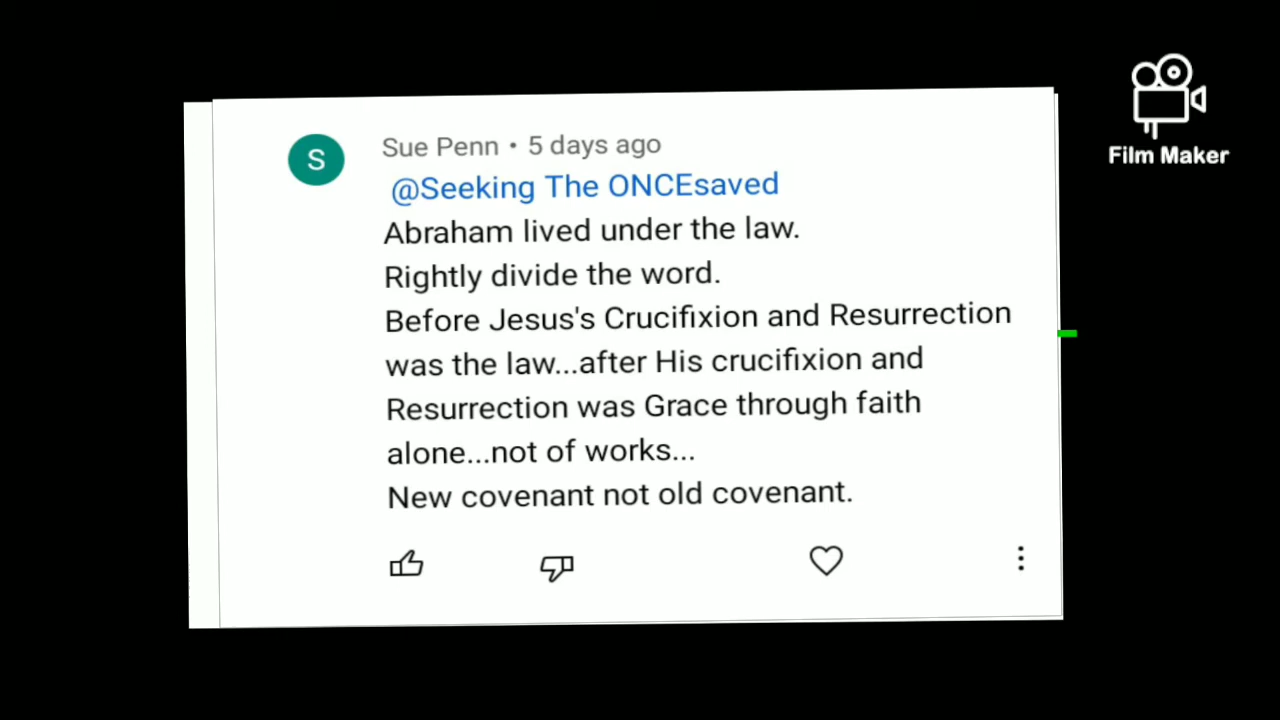 Film Maker
S
Sue Penn • 5 days ago
@Seeking The ONCEsaved
Abraham lived under the law.
Rightly divide the word.
Before Jesus's Crucifixion and Resurrection
was the law...after His crucifixion and
Resurrection was Grace through faith
alone...not of works...
New covenant not old covenant.